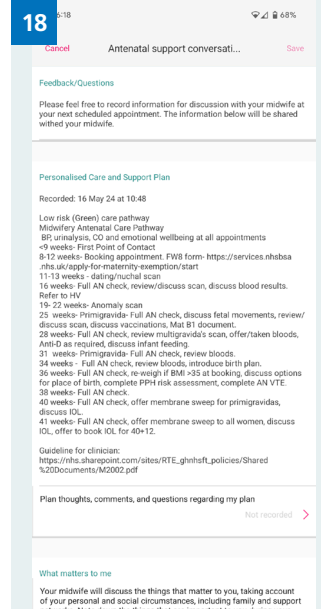 18
6:18
68%
Cancel
Antenatal support conversati...
Save
Feedback/Questions
Please feel free to record information for discussion with your midwife at
your next scheduled appointment. The information below will be shared
withed your midwife.
Personalised Care and Support Plan
Recorded: 16 May 24 at 10:48
Low risk (Green) care pathway
Midwifery Antenatal Care Pathway
BP, urinalysis, CO and emotional wellbeing at all appointments
<9 weeks- First Point of Contact
8-12 weeks- Booking appointment. FW8 form- https://services.nhsbsa
.nhs.uk/apply-for-maternity-exemption/start
11-13 weeks - dating/nuchal scan
16 weeks- Full AN check, review/discuss scan, discuss blood results.
Refer to HV
19- 22 weeks- Anomaly scan
25 weeks- Primigravida- Full AN check, discuss fetal movements, review/
discuss scan, discuss vaccinations, Mat B1 document.
28 weeks- Full AN check, review multigravida's scan, offer/taken bloods,
Anti-D as required, discuss infant feeding.
31 weeks- Primigravida- Full AN check, review bloods.
34 weeks - Full AN check, review bloods, introduce birth plan.
36 weeks- Full AN check, re-weigh if BMI >35 at booking, discuss options
for place of birth, complete PPH risk assessment, complete AN VTE.
38 weeks- Full AN check.
40 weeks- Full AN check, offer membrane sweep for primigravidas,
discuss IOL.
41 weeks- Full AN check, offer membrane sweep to all women, discuss
IOL, offer to book IOL for 40+12.
Guideline for clinician:
https://nhs.sharepoint.com/sites/RTE_ghnhsft_policies/Shared
%20Documents/M2002.pdf
Plan thoughts, comments, and questions regarding my plan
Not recorded
What matters to me
Your midwife will discuss the things that matter to you, taking account
of your personal and social circumstances, including family and support